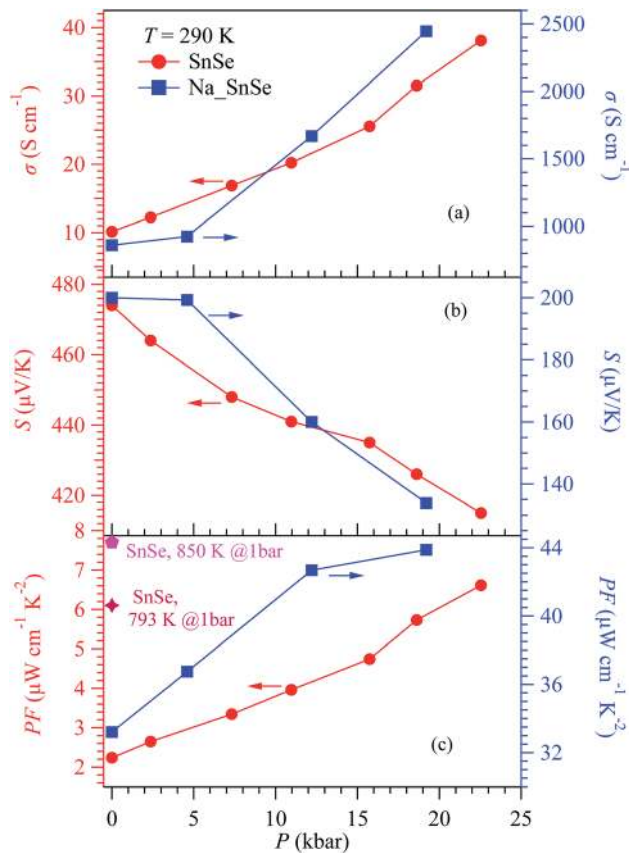 T = 290 K
SnSe
Na_SnSe
(a)
40
30
20
10
σ (S cm⁻¹)
2500
2000
1500
1000
σ (S cm⁻¹)
(b)
480
460
440
420
S (μV/K)
200
180
160
140
S (μV/K)
SnSe, 850 K @1bar
SnSe,
793 K @1bar
(c)
8
7
6
5
4
3
2
PF (μW cm⁻¹ K⁻²)
44
40
36
32
PF (μW cm⁻¹ K⁻²)
0 5 10 15 20 25
P (kbar)